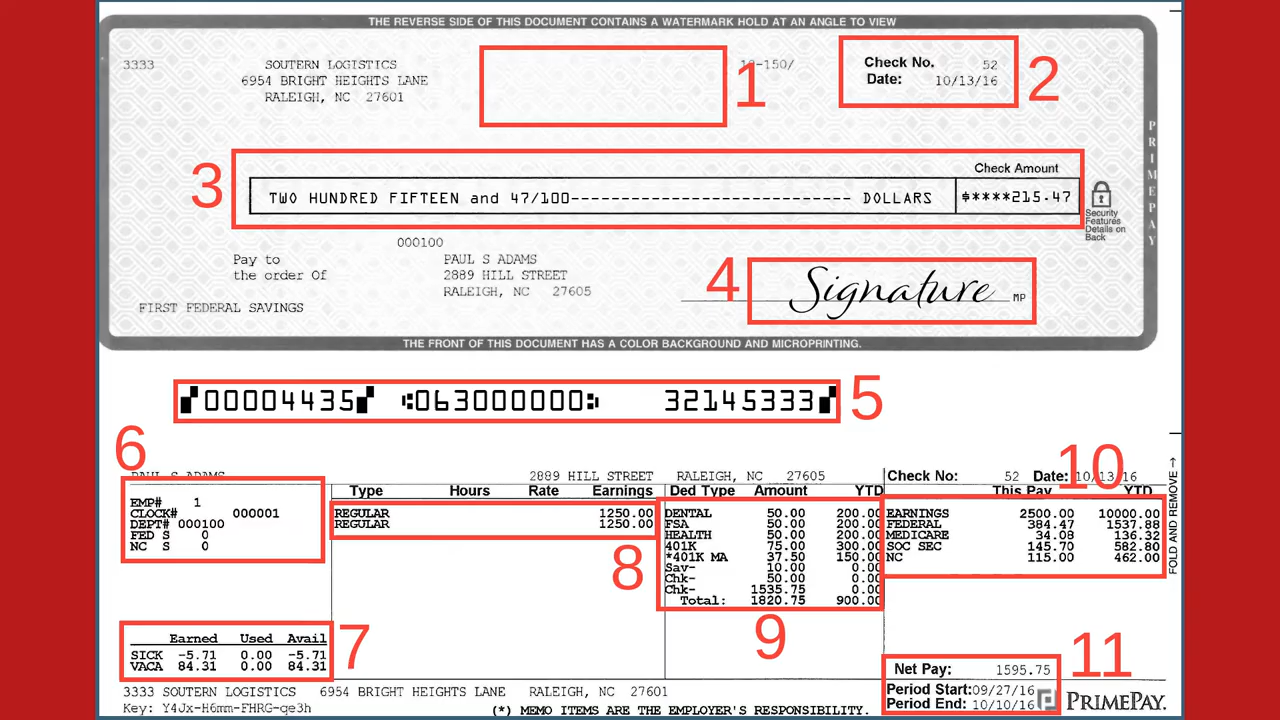 THE REVERSE SIDE OF THIS DOCUMENT CONTAINS A WATERMARK HOLD AT AN ANGLE TO VIEW
3333 SOUTERN LOGISTICS
6954 BRIGHT HEIGHTS LANE
RALEIGH, NC 27601
1
-150/
Check No. 52
Date: 10/13/16
2
3
Check Amount
TWO HUNDRED FIFTEEN and 47/100---------------------------- DOLLARS $****215.47
PRIMEPAY
Security
Features
Details on
Back
000100
Pay to
the order Of
PAUL S ADAMS
2889 HILL STREET
RALEIGH, NC 27605
4
Signature
MP
FIRST FEDERAL SAVINGS
THE FRONT OF THIS DOCUMENT HAS A COLOR BACKGROUND AND MICROPRINTING.
⑈00004435⑈ ⑆063000000⑆ 32145333⑈
5
6
PAUL S ADAMS 2889 HILL STREET RALEIGH, NC 27605 Check No: 52 Date: 10/13/16
10
Type Hours Rate Earnings Ded Type Amount YTD This Pay YTD
EMP# 1
CLOCK# 000001
DEPT# 000100
FED S 0
NC S 0
REGULAR 1250.00
REGULAR 1250.00
8
DENTAL 50.00 200.00
FSA 50.00 200.00
HEALTH 50.00 200.00
401K 75.00 300.00
*401K MA 37.50 150.00
Sav- 10.00 0.00
Chk- 50.00 0.00
Chk- 1535.75 0.00
Total: 1820.75 900.00
9
EARNINGS 2500.00 10000.00
FEDERAL 384.47 1537.88
MEDICARE 34.08 136.32
SOC SEC 145.70 582.80
NC 115.00 462.00
FOLD AND REMOVE →
Earned Used Avail
SICK -5.71 0.00 -5.71
VACA 84.31 0.00 84.31
7
Net Pay: 1595.75
Period Start: 09/27/16
Period End: 10/10/16
11
PRIMEPAY.
3333 SOUTERN LOGISTICS 6954 BRIGHT HEIGHTS LANE RALEIGH, NC 27601
Key: Y4Jx-H6mm-FHRG-qe3h
(*) MEMO ITEMS ARE THE EMPLOYER'S RESPONSIBILITY.